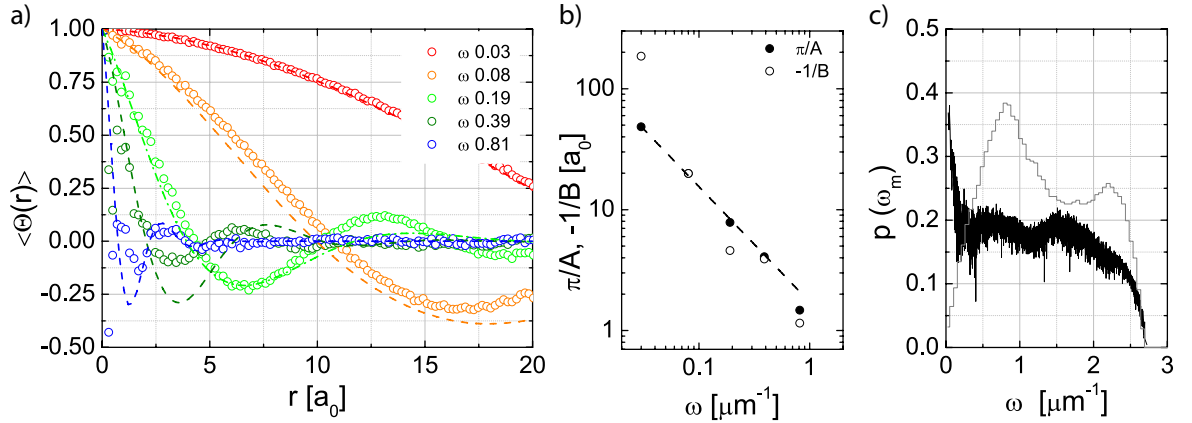 a)
1.00
0.75
0.50
0.25
0.00
-0.25
-0.50
<Θ(r)>
0
5
10
15
20
r [a₀]
ω 0.03
ω 0.08
ω 0.19
ω 0.39
ω 0.81
b)
100
10
1
π/A, -1/B [a₀]
0.1
1
ω [μm⁻¹]
π/A
-1/B
c)
0.5
0.4
0.3
0.2
0.1
0.0
p (ωₘ)
0
1
2
3
ω [μm⁻¹]